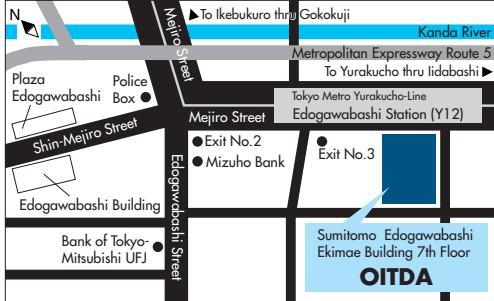 N
▲To Ikebukuro thru Gokokuji
Kanda River
Mejiro Street
Metropolitan Expressway Route 5
To Yurakucho thru Iidabashi ▶
Plaza
Edogawabashi
Police
Box
Tokyo Metro Yurakucho-Line
Edogawabashi Station (Y12)
Mejiro Street
Shin-Mejiro Street
Exit No.2
Mizuho Bank
Exit No.3
Edogawabashi Building
Edogawabashi Street
Bank of Tokyo-
Mitsubishi UFJ
Sumitomo Edogawabashi
Ekimae Building 7th Floor
OITDA